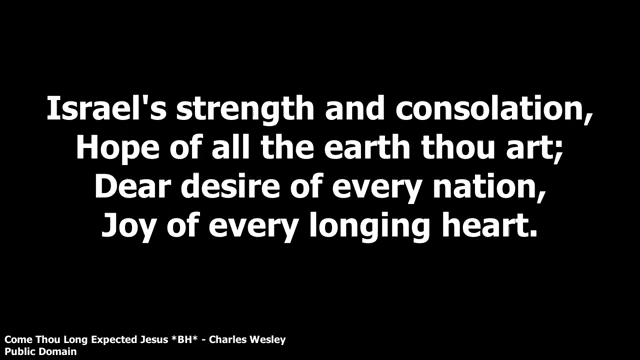 Israel's strength and consolation,
Hope of all the earth thou art;
Dear desire of every nation,
Joy of every longing heart.
Come Thou Long Expected Jesus *BH* - Charles Wesley
Public Domain